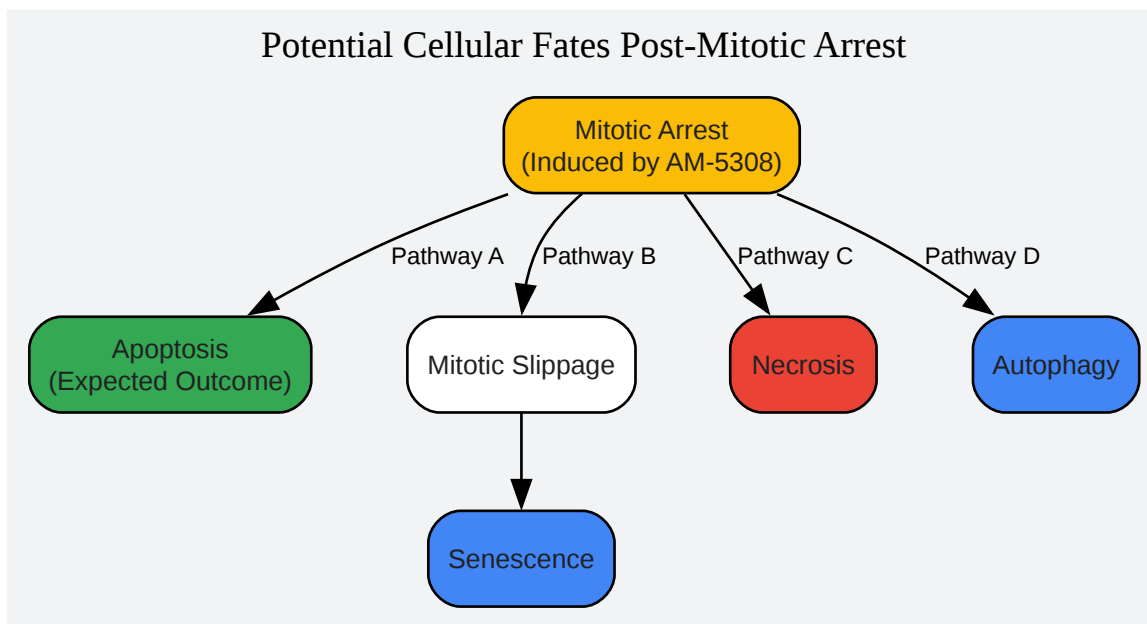 Potential Cellular Fates Post-Mitotic Arrest
Mitotic Arrest
(Induced by AM-5308)
Pathway A
Pathway B
Pathway C
Pathway D
Apoptosis
(Expected Outcome)
Mitotic Slippage
Necrosis
Autophagy
Senescence